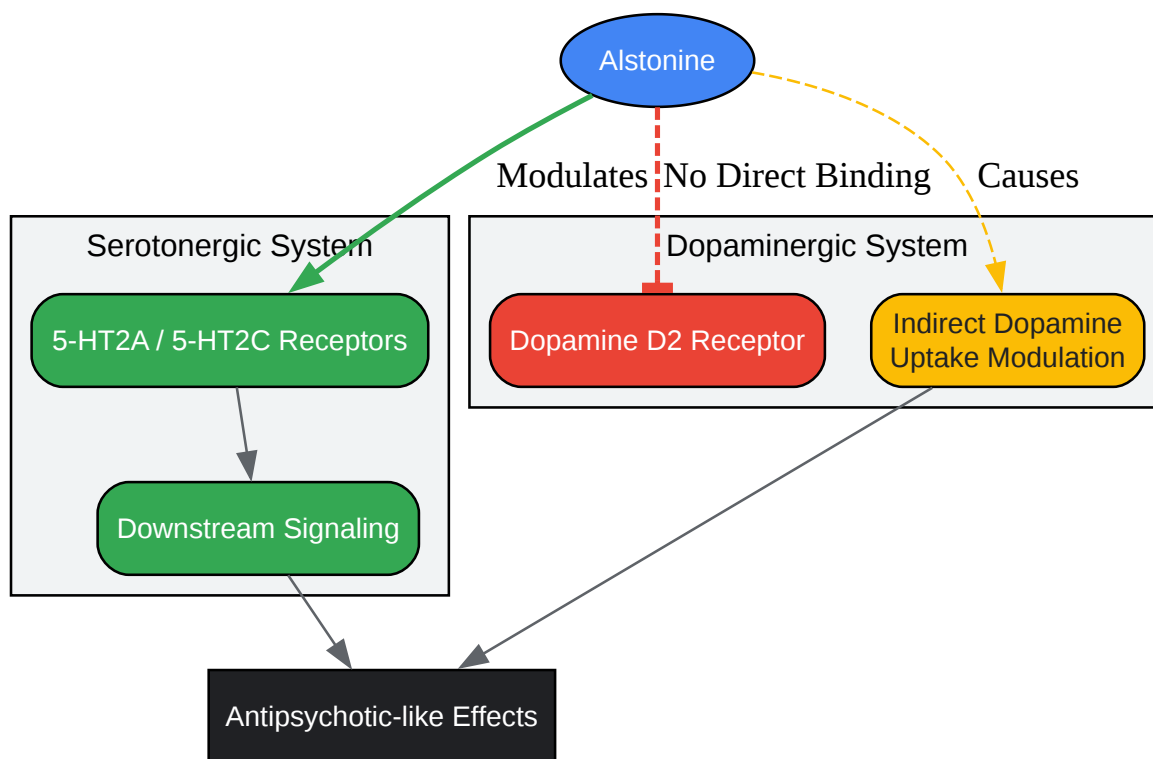 Alstonine
Modulates
No Direct Binding
Causes
Serotonergic System
Dopaminergic System
5-HT2A / 5-HT2C Receptors
Dopamine D2 Receptor
Indirect Dopamine
Uptake Modulation
Downstream Signaling
Antipsychotic-like Effects